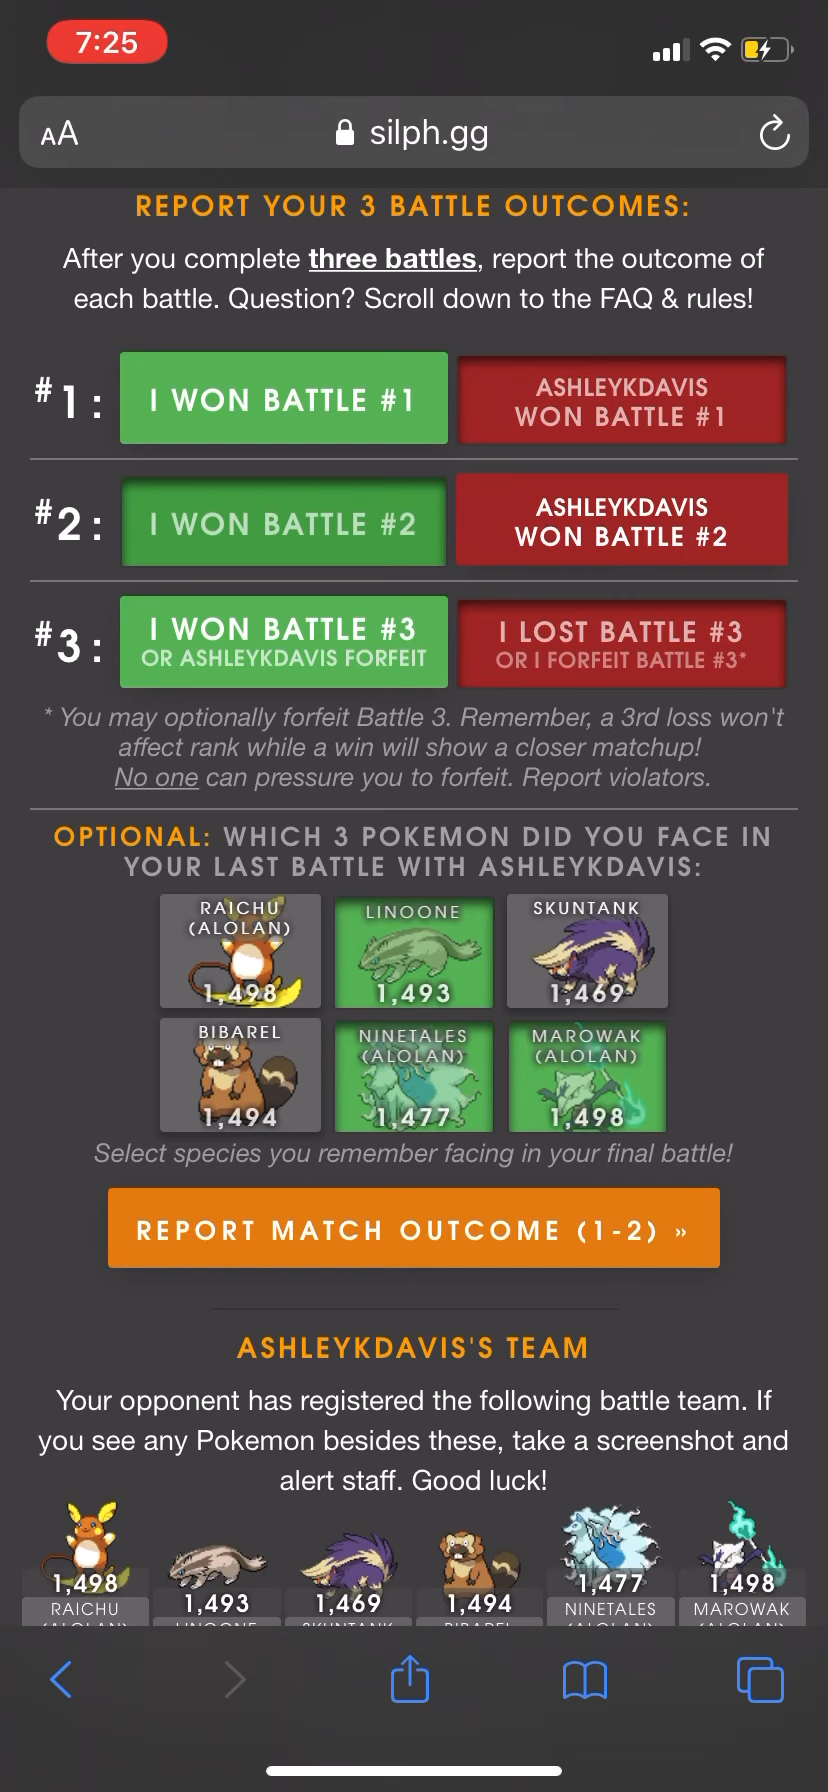 7:25
AA
silph.gg
REPORT YOUR 3 BATTLE OUTCOMES:
After you complete three battles, report the outcome of
each battle. Question? Scroll down to the FAQ & rules!
#1: I WON BATTLE #1
ASHLEYKDAVIS
WON BATTLE #1
#2: I WON BATTLE #2
ASHLEYKDAVIS
WON BATTLE #2
#3: I WON BATTLE #3
OR ASHLEYKDAVIS FORFEIT
I LOST BATTLE #3
OR I FORFEIT BATTLE #3*
* You may optionally forfeit Battle 3. Remember, a 3rd loss won't
affect rank while a win will show a closer matchup!
No one can pressure you to forfeit. Report violators.
OPTIONAL: WHICH 3 POKEMON DID YOU FACE IN
YOUR LAST BATTLE WITH ASHLEYKDAVIS:
RAICHU
(ALOLAN)
1,498
LINOONE
1,493
SKUNTANK
1,469
BIBAREL
1,494
NINETALES
(ALOLAN)
1,477
MAROWAK
(ALOLAN)
1,498
Select species you remember facing in your final battle!
REPORT MATCH OUTCOME (1-2) »
ASHLEYKDAVIS'S TEAM
Your opponent has registered the following battle team. If
you see any Pokemon besides these, take a screenshot and
alert staff. Good luck!
1,498
RAICHU
(ALOLAN)
1,493
LINOONE
1,469
SKUNTANK
1,494
BIBAREL
1,477
NINETALES
(ALOLAN)
1,498
MAROWAK
(ALOLAN)